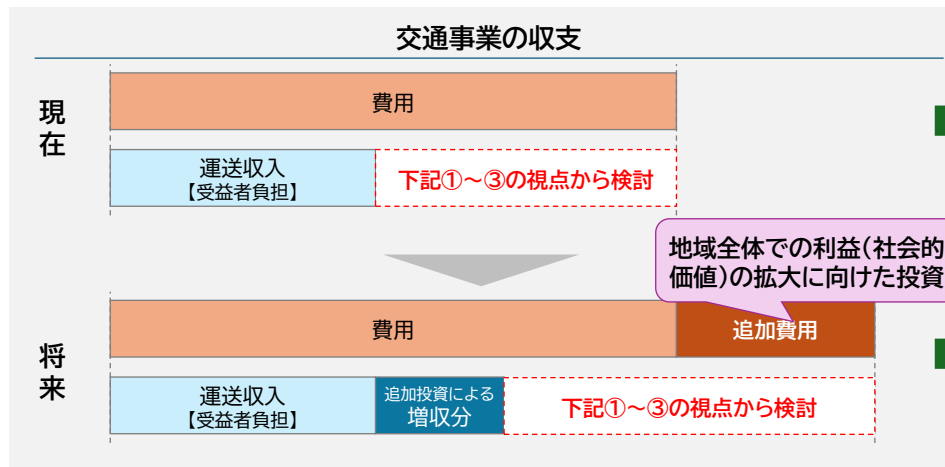 交通事業の収支
現在
費用
運送収入
【受益者負担】
下記①~③の視点から検討
地域全体での利益(社会的
価値)の拡大に向けた投資
将来
費用
追加費用
運送収入
【受益者負担】
追加投資による
増収分
下記①~③の視点から検討